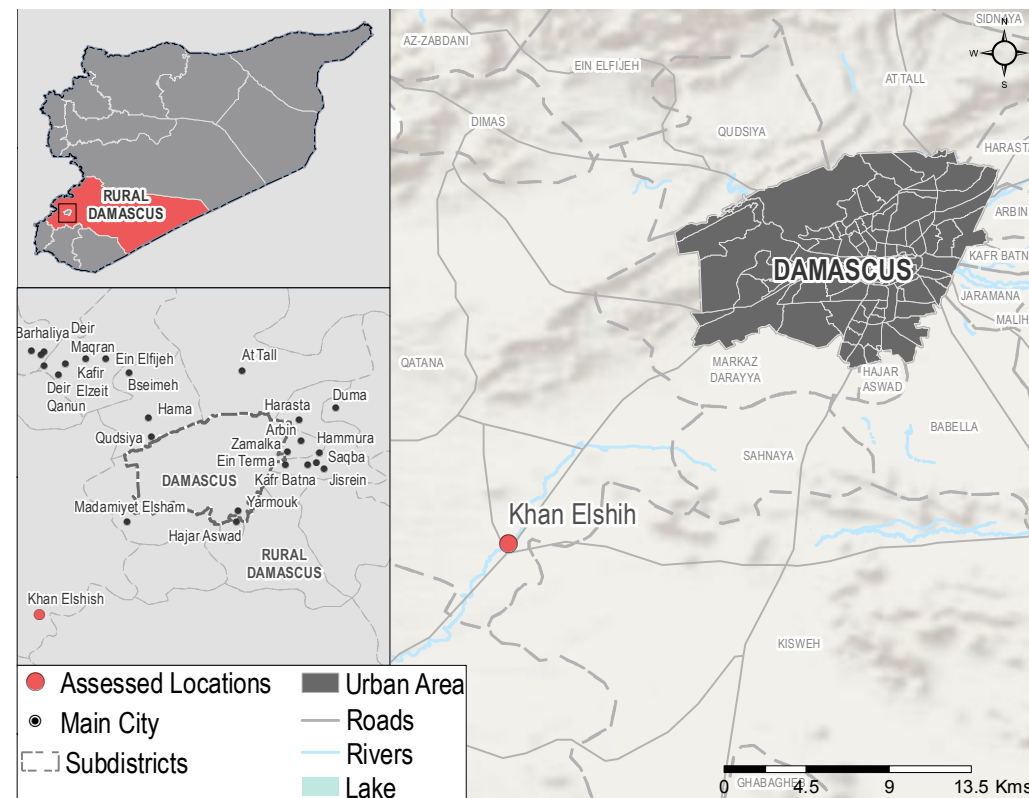 RURAL
DAMASCUS
Barhaliya
Deir
Maqran
Ein Elfijeh
Kafir
Elzeit
Deir
Qanun
Bseimeh
At Tall
Hama
Duma
Harasta
Qudsiya
Arbin
Hammura
Zamalka
Saqba
Ein Terma
Jisrein
Kafr Batna
DAMASCUS
Yarmouk
Madamiyet Elsham
Hajar Aswad
RURAL
DAMASCUS
Khan Elshish
Assessed Locations
Main City
Subdistricts
Urban Area
Roads
Rivers
Lake
AZ-ZABDANI
EIN ELFIJEH
SIDNAYA
N
W
S
AT TALL
DIMAS
QUDSIYA
HARASTA
ARBIN
DAMASCUS
KAFR BATN
JARAMANA
MALIH
QATANA
MARKAZ
DARAYYA
HAJAR
ASWAD
BABELLA
SAHNAYA
Khan Elshih
KISWEH
GHABAGHEB
0 4.5 9 13.5 Kms